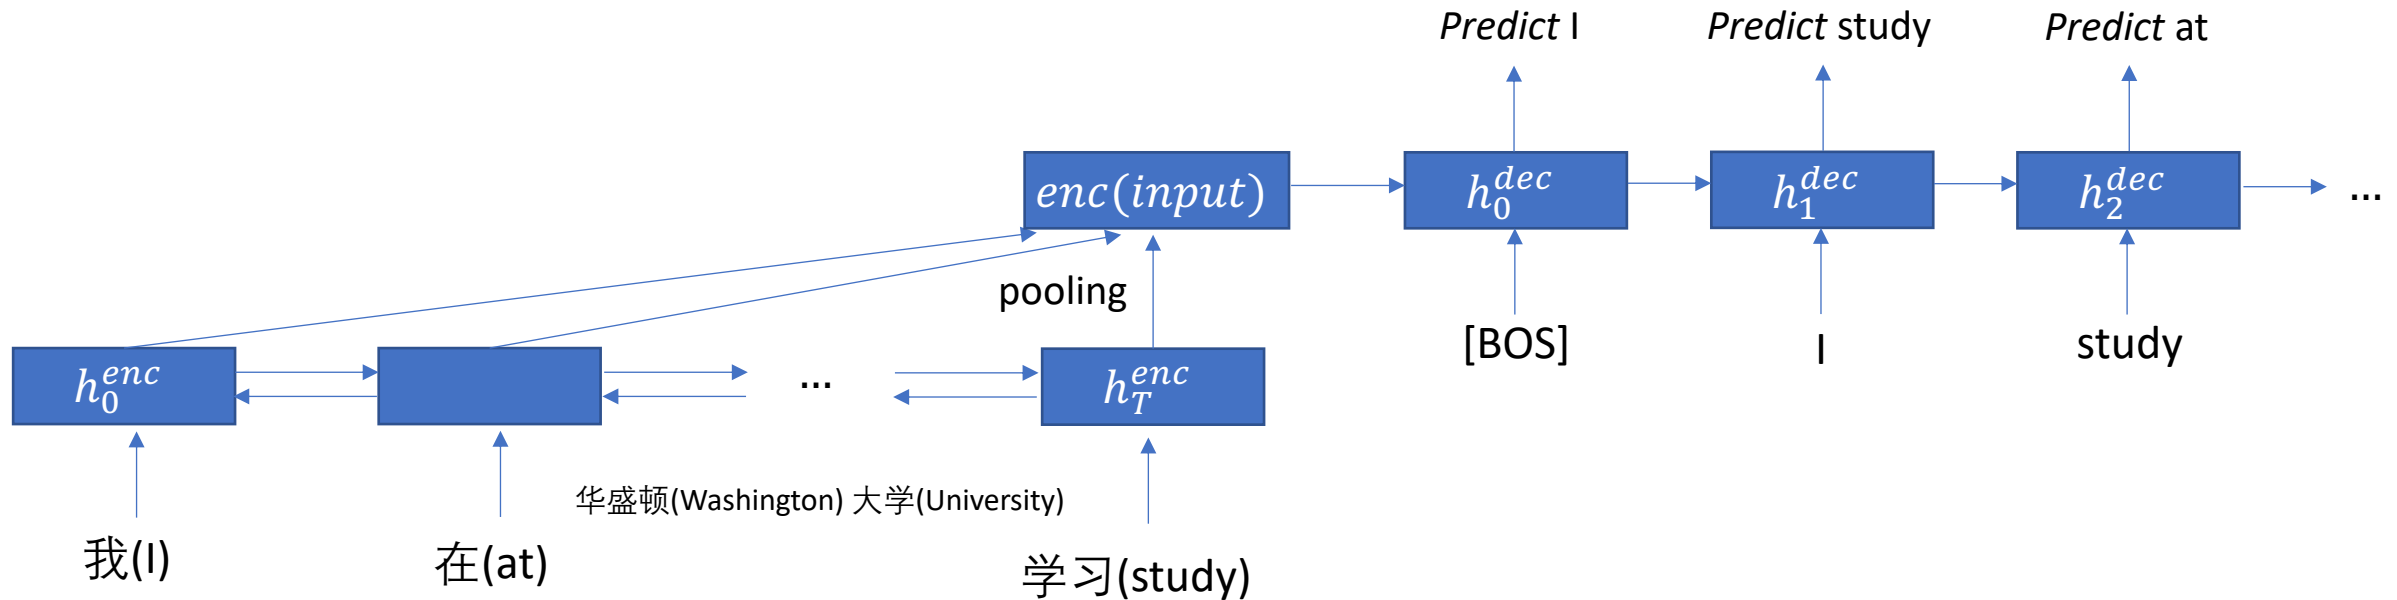 Predict I
Predict study
Predict at
enc(input)
h_0^{dec}
h_1^{dec}
h_2^{dec}
...
pooling
[BOS]
I
study
h_0^{enc}
...
h_T^{enc}
华盛顿(Washington) 大学(University)
我(I)
在(at)
学习(study)